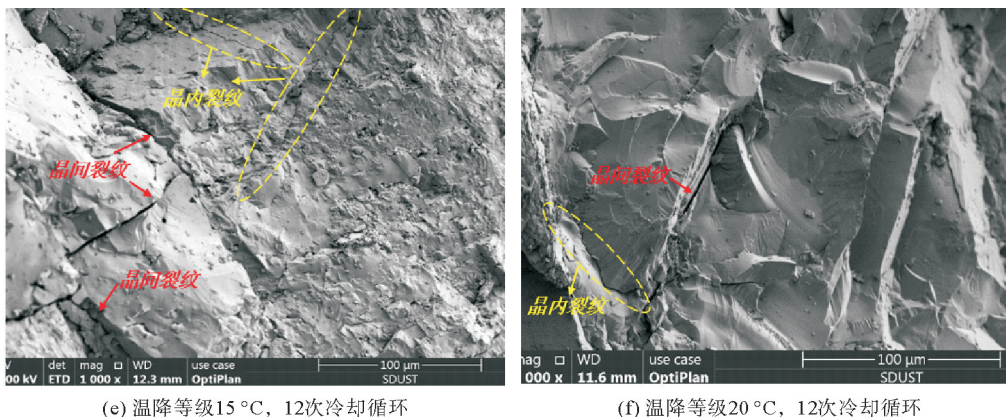 晶内裂纹
晶间裂纹
晶间裂纹
V det mag □ WD use case 100 μm
00 kV ETD 1 000 x 12.3 mm OptiPlan SDUST
(e) 温降等级15 °C，12次冷却循环
晶间裂纹
晶内裂纹
mag □ WD use case 100 μm
000 x 11.6 mm OptiPlan SDUST
(f) 温降等级20 °C，12次冷却循环